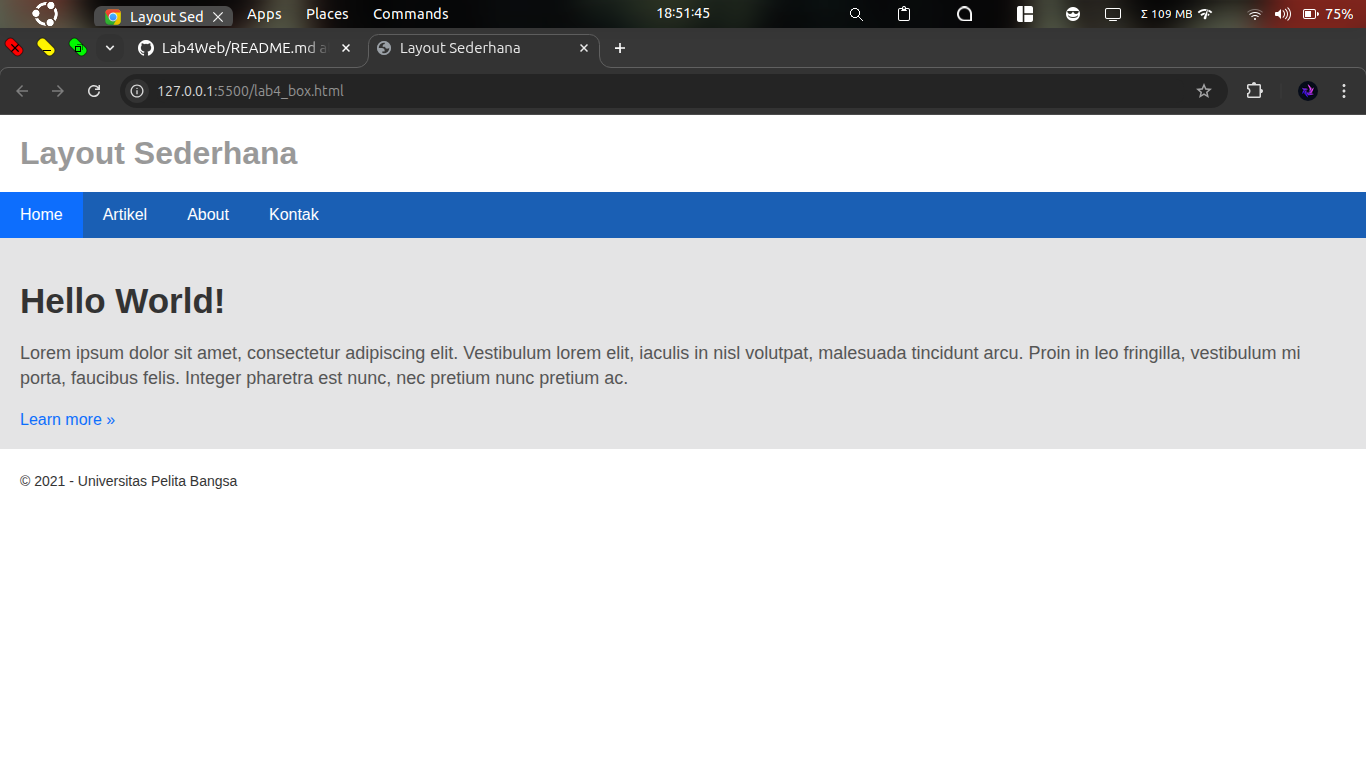 Layout Sed Apps Places Commands 18:51:45 Σ 109 MB 75%
Lab4Web/README.md a Layout Sederhana
127.0.0.1:5500/lab4_box.html
Layout Sederhana
Home Artikel About Kontak
Hello World!
Lorem ipsum dolor sit amet, consectetur adipiscing elit. Vestibulum lorem elit, iaculis in nisl volutpat, malesuada tincidunt arcu. Proin in leo fringilla, vestibulum mi
porta, faucibus felis. Integer pharetra est nunc, nec pretium nunc pretium ac.
Learn more »
© 2021 - Universitas Pelita Bangsa